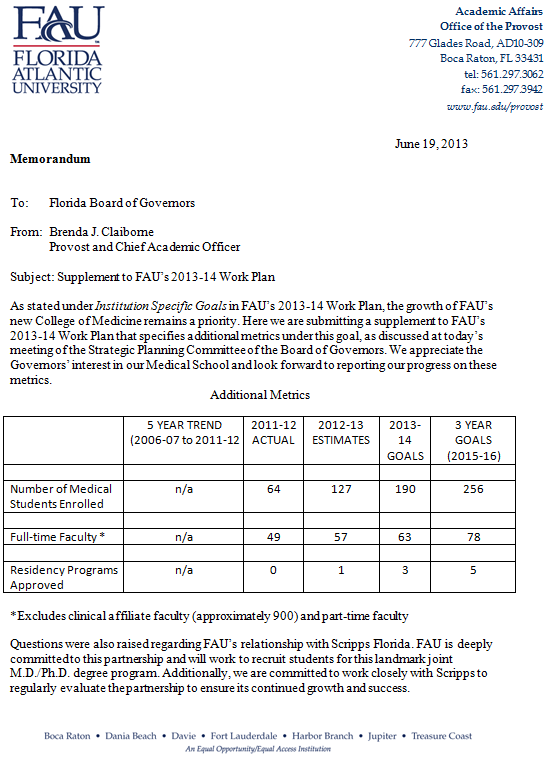 FAU
FLORIDA
ATLANTIC
UNIVERSITY
Academic Affairs
Office of the Provost
777 Glades Road, AD10-309
Boca Raton, FL 33431
tel: 561.297.3062
fax: 561.297.3942
www.fau.edu/provost
June 19, 2013
Memorandum
To: Florida Board of Governors
From: Brenda J. Claiborne
Provost and Chief Academic Officer
Subject: Supplement to FAU's 2013-14 Work Plan
As stated under Institution Specific Goals in FAU's 2013-14 Work Plan, the growth of FAU's
new College of Medicine remains a priority. Here we are submitting a supplement to FAU's
2013-14 Work Plan that specifies additional metrics under this goal, as discussed at today's
meeting of the Strategic Planning Committee of the Board of Governors. We appreciate the
Governors' interest in our Medical School and look forward to reporting our progress on these
metrics.
Additional Metrics
5 YEAR TREND 2011-12 2012-13 2013- 3 YEAR
(2006-07 to 2011-12 ACTUAL ESTIMATES 14 GOALS
GOALS (2015-16)
Number of Medical n/a 64 127 190 256
Students Enrolled
Full-time Faculty * n/a 49 57 63 78
Residency Programs n/a 0 1 3 5
Approved
*Excludes clinical affiliate faculty (approximately 900) and part-time faculty
Questions were also raised regarding FAU's relationship with Scripps Florida. FAU is deeply
committed to this partnership and will work to recruit students for this landmark joint
M.D./Ph.D. degree program. Additionally, we are committed to work closely with Scripps to
regularly evaluate the partnership to ensure its continued growth and success.
Boca Raton • Dania Beach • Davie • Fort Lauderdale • Harbor Branch • Jupiter • Treasure Coast
An Equal Opportunity/Equal Access Institution